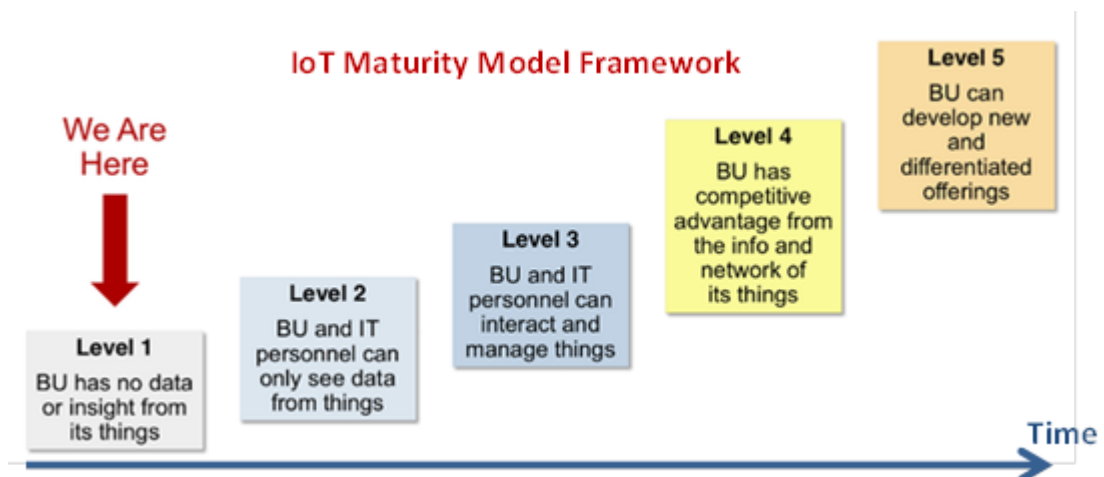 IoT Maturity Model Framework
We Are
Here
Level 1
BU has no data
or insight from
its things
Level 2
BU and IT
personnel can
only see data
from things
Level 3
BU and IT
personnel can
interact and
manage things
Level 4
BU has
competitive
advantage from
the info and
network of
its things
Level 5
BU can
develop new
and
differentiated
offerings
Time